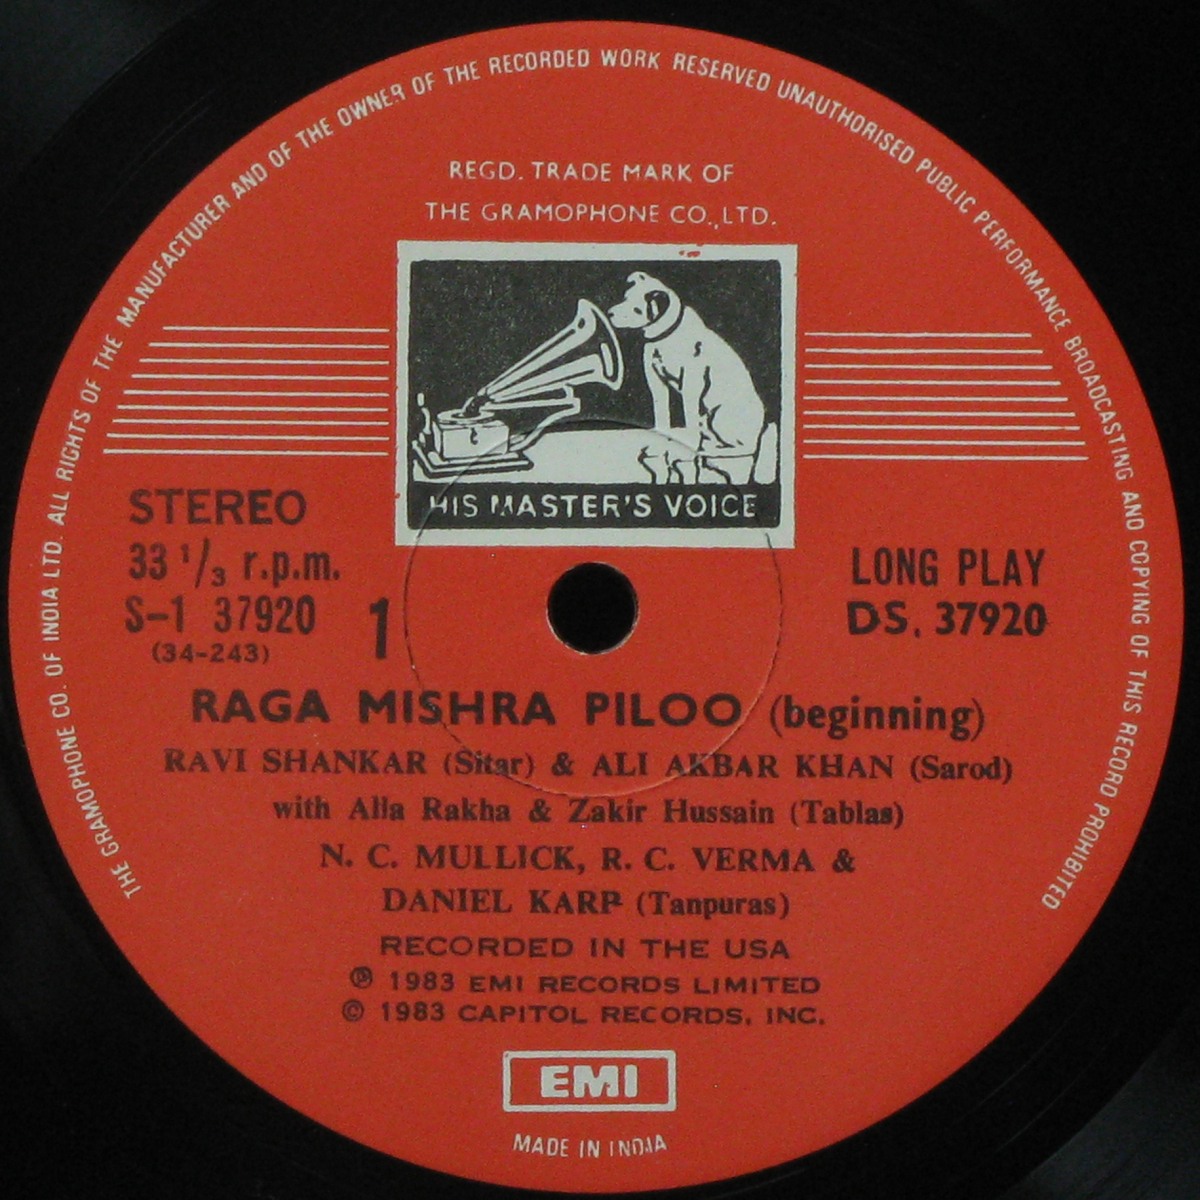 THE GRAMOPHONE CO. OF INDIA LTD. ALL RIGHTS OF THE MANUFACTURER AND OF THE OWNER OF THE RECORDED WORK RESERVED UNAUTHORISED PUBLIC PERFORMANCE BROADCASTING AND COPYING OF THIS RECORD PROHIBITED
REGD. TRADE MARK OF
THE GRAMOPHONE CO., LTD.
HIS MASTER'S VOICE
STEREO
33 1/3 r.p.m.
S-1 37920 1
(34-243)
LONG PLAY
DS. 37920
RAGA MISHRA PILOO (beginning)
RAVI SHANKAR (Sitar) & ALI AKBAR KHAN (Sarod)
with Alla Rakha & Zakir Hussain (Tablas)
N. C. MULLICK, R. C. VERMA &
DANIEL KARP (Tanpuras)
RECORDED IN THE USA
℗ 1983 EMI RECORDS LIMITED
© 1983 CAPITOL RECORDS, INC.
EMI
MADE IN INDIA